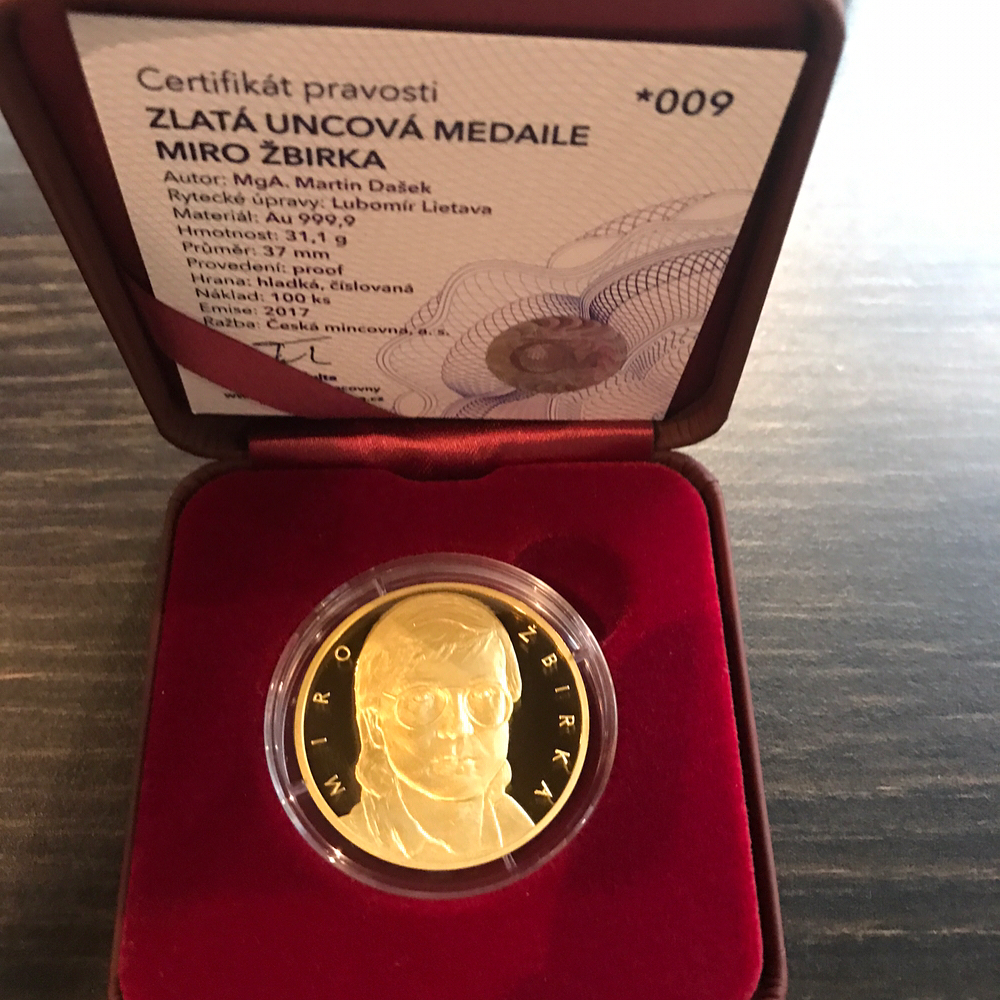 Certifikát pravosti
*009
ZLATÁ UNCOVÁ MEDAILE
MIRO ŽBIRKA
Autor: MgA. Martin Dašek
Rytecké úpravy: Lubomír Lietava
Materiál: Au 999,9
Hmotnost: 31,1 g
Průměr: 37 mm
Provedení: proof
Hrana: hladká, číslovaná
Náklad: 100 ks
Emise: 2017
Ražba: Česká mincovna, a. s.
MIRO ŽBIRKA